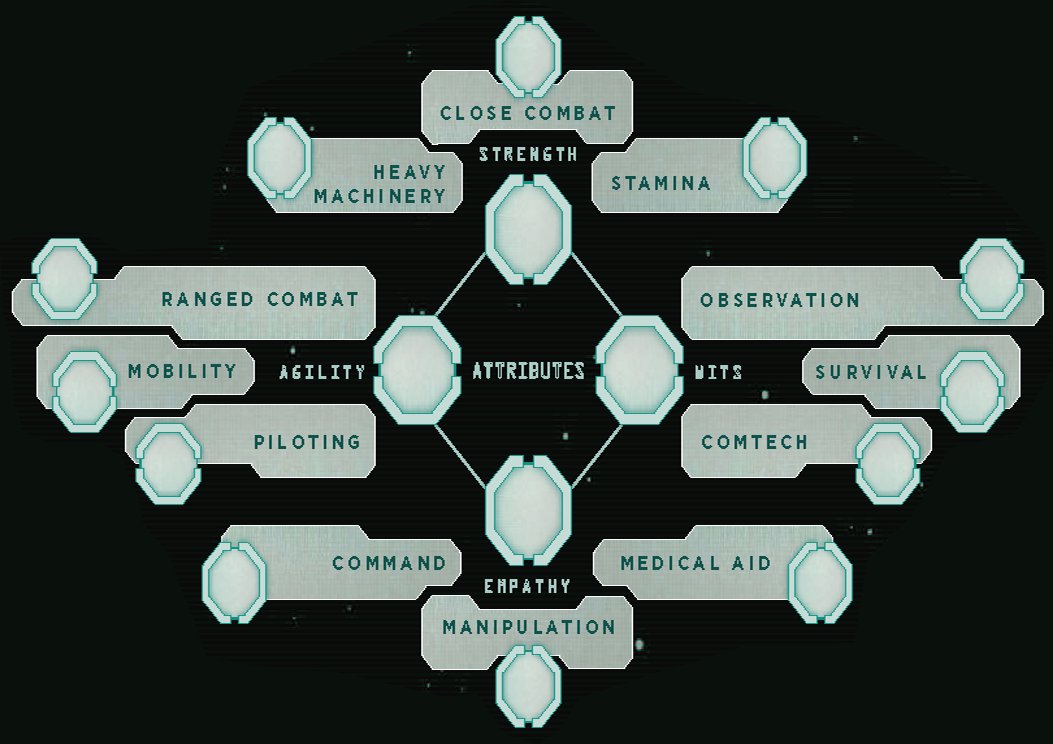 CLOSE COMBAT
STRENGTH
HEAVY
MACHINERY
STAMINA
RANGED COMBAT
OBSERVATION
MOBILITY
AGILITY
ATTRIBUTES
WITS
SURVIVAL
PILOTING
COMTECH
COMMAND
MEDICAL AID
EMPATHY
MANIPULATION